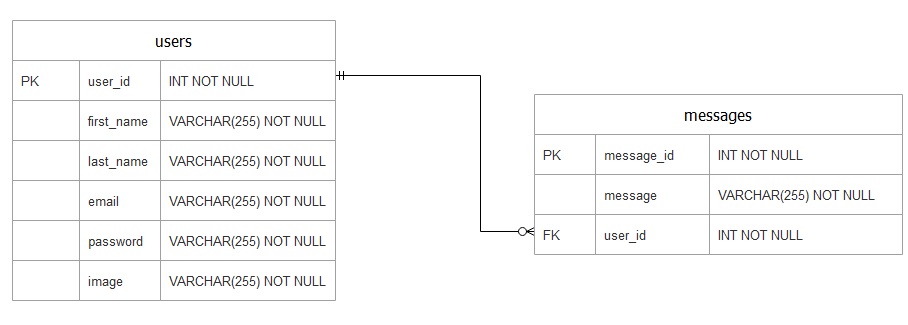 users
PK user_id INT NOT NULL
first_name VARCHAR(255) NOT NULL
last_name VARCHAR(255) NOT NULL
email VARCHAR(255) NOT NULL
password VARCHAR(255) NOT NULL
image VARCHAR(255) NOT NULL
messages
PK message_id INT NOT NULL
message VARCHAR(255) NOT NULL
FK user_id INT NOT NULL